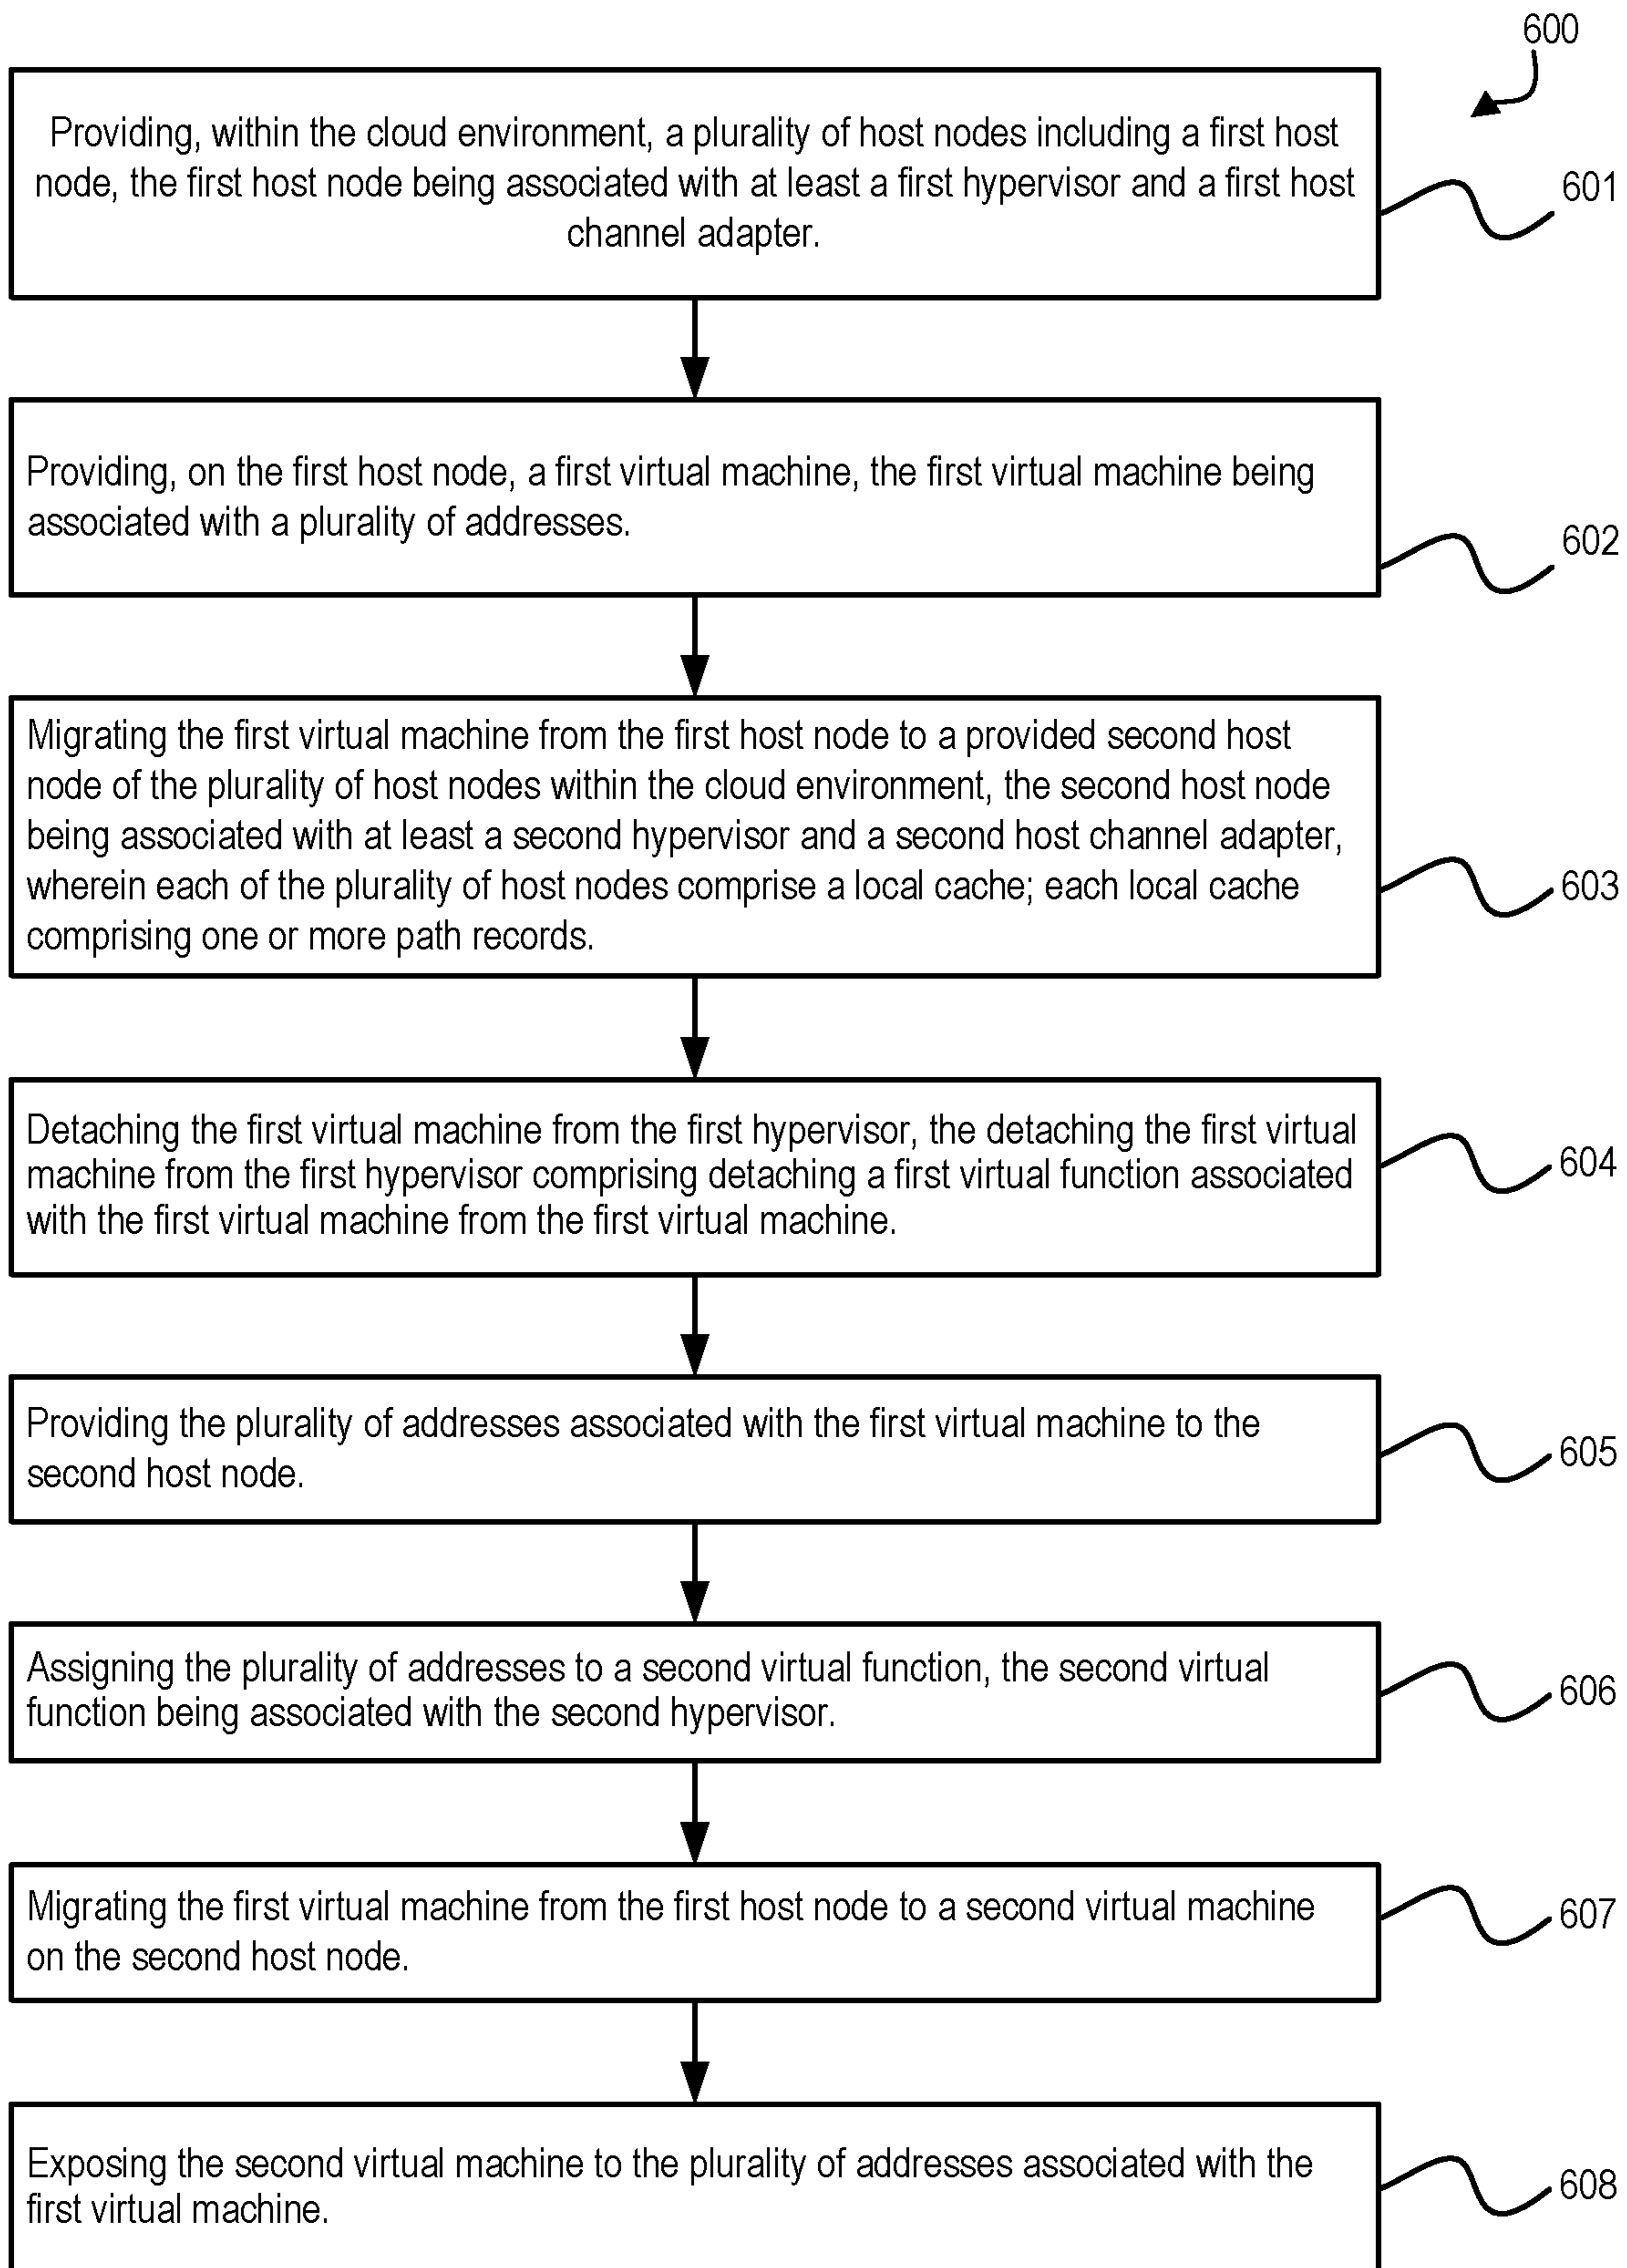 600
Providing, within the cloud environment, a plurality of host nodes including a first host
node, the first host node being associated with at least a first hypervisor and a first host
channel adapter.
601
Providing, on the first host node, a first virtual machine, the first virtual machine being
associated with a plurality of addresses.
602
Migrating the first virtual machine from the first host node to a provided second host
node of the plurality of host nodes within the cloud environment, the second host node
being associated with at least a second hypervisor and a second host channel adapter,
wherein each of the plurality of host nodes comprise a local cache; each local cache
comprising one or more path records.
603
Detaching the first virtual machine from the first hypervisor, the detaching the first virtual
machine from the first hypervisor comprising detaching a first virtual function associated
with the first virtual machine from the first virtual machine.
604
Providing the plurality of addresses associated with the first virtual machine to the
second host node.
605
Assigning the plurality of addresses to a second virtual function, the second virtual
function being associated with the second hypervisor.
606
Migrating the first virtual machine from the first host node to a second virtual machine
on the second host node.
607
Exposing the second virtual machine to the plurality of addresses associated with the
first virtual machine.
608